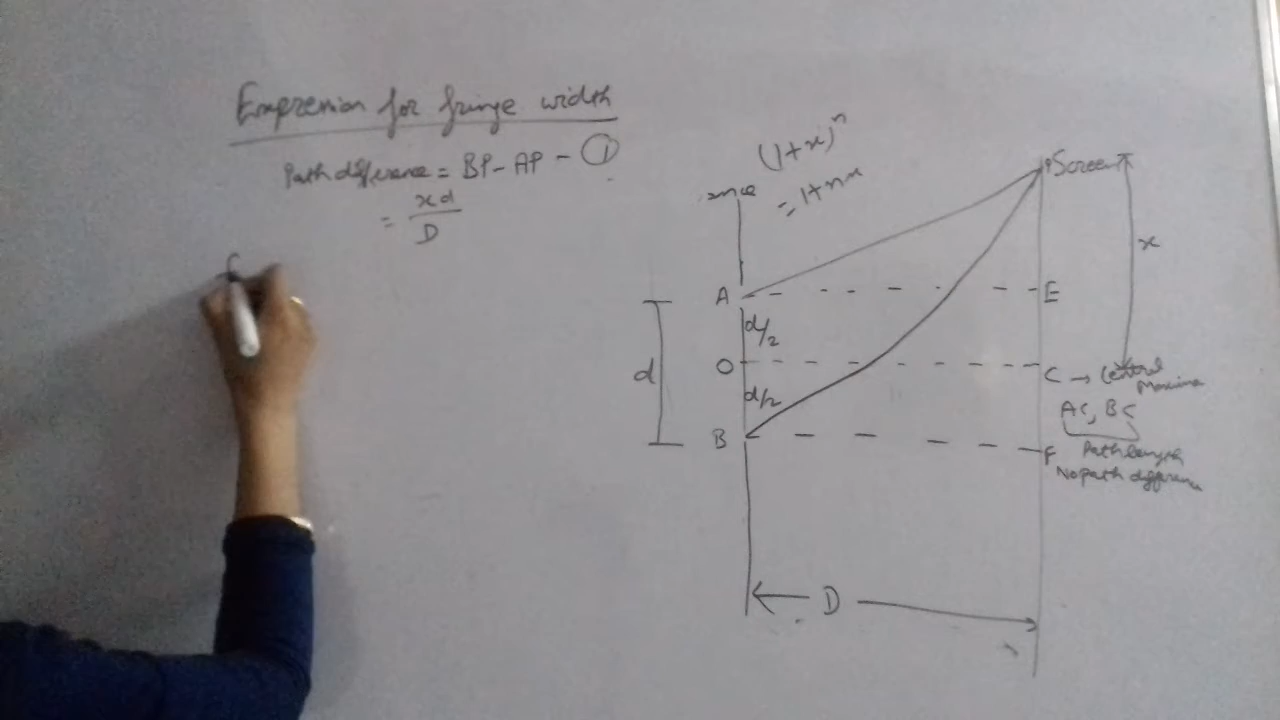 Expression for fringe width
Path difference = BP - AP - ①
= xd
D
(1+x)ⁿ
= 1+nx
P Screen
x
A
E
d/2
O
C → Central
Maxima
d
d/2
AC, BC
B
F
Path length
No path difference
D